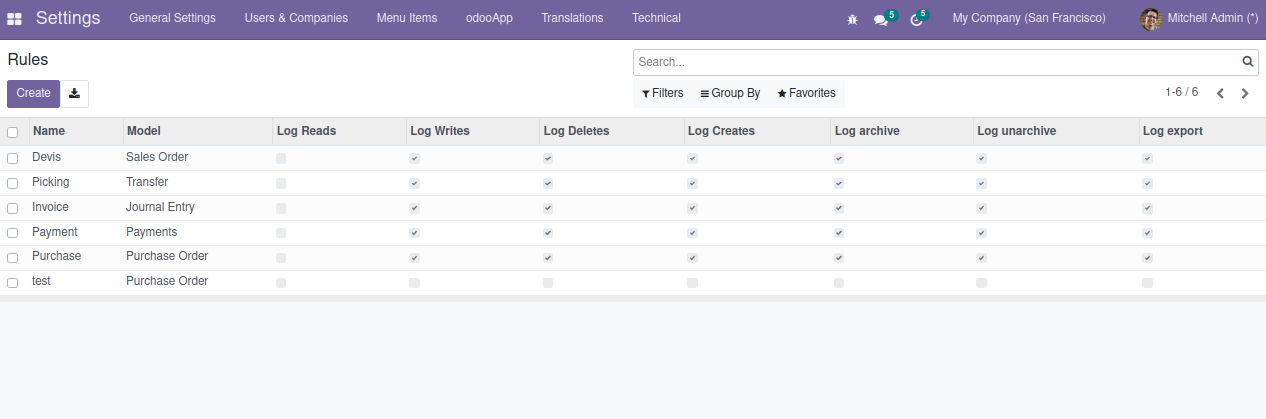 Settings General Settings Users & Companies Menu Items odooApp Translations Technical 5 5 My Company (San Francisco) Mitchell Admin (*)
Rules
Search...
Create
Filters Group By Favorites 1-6 / 6
Name Model Log Reads Log Writes Log Deletes Log Creates Log archive Log unarchive Log export
Devis Sales Order
Picking Transfer
Invoice Journal Entry
Payment Payments
Purchase Purchase Order
test Purchase Order